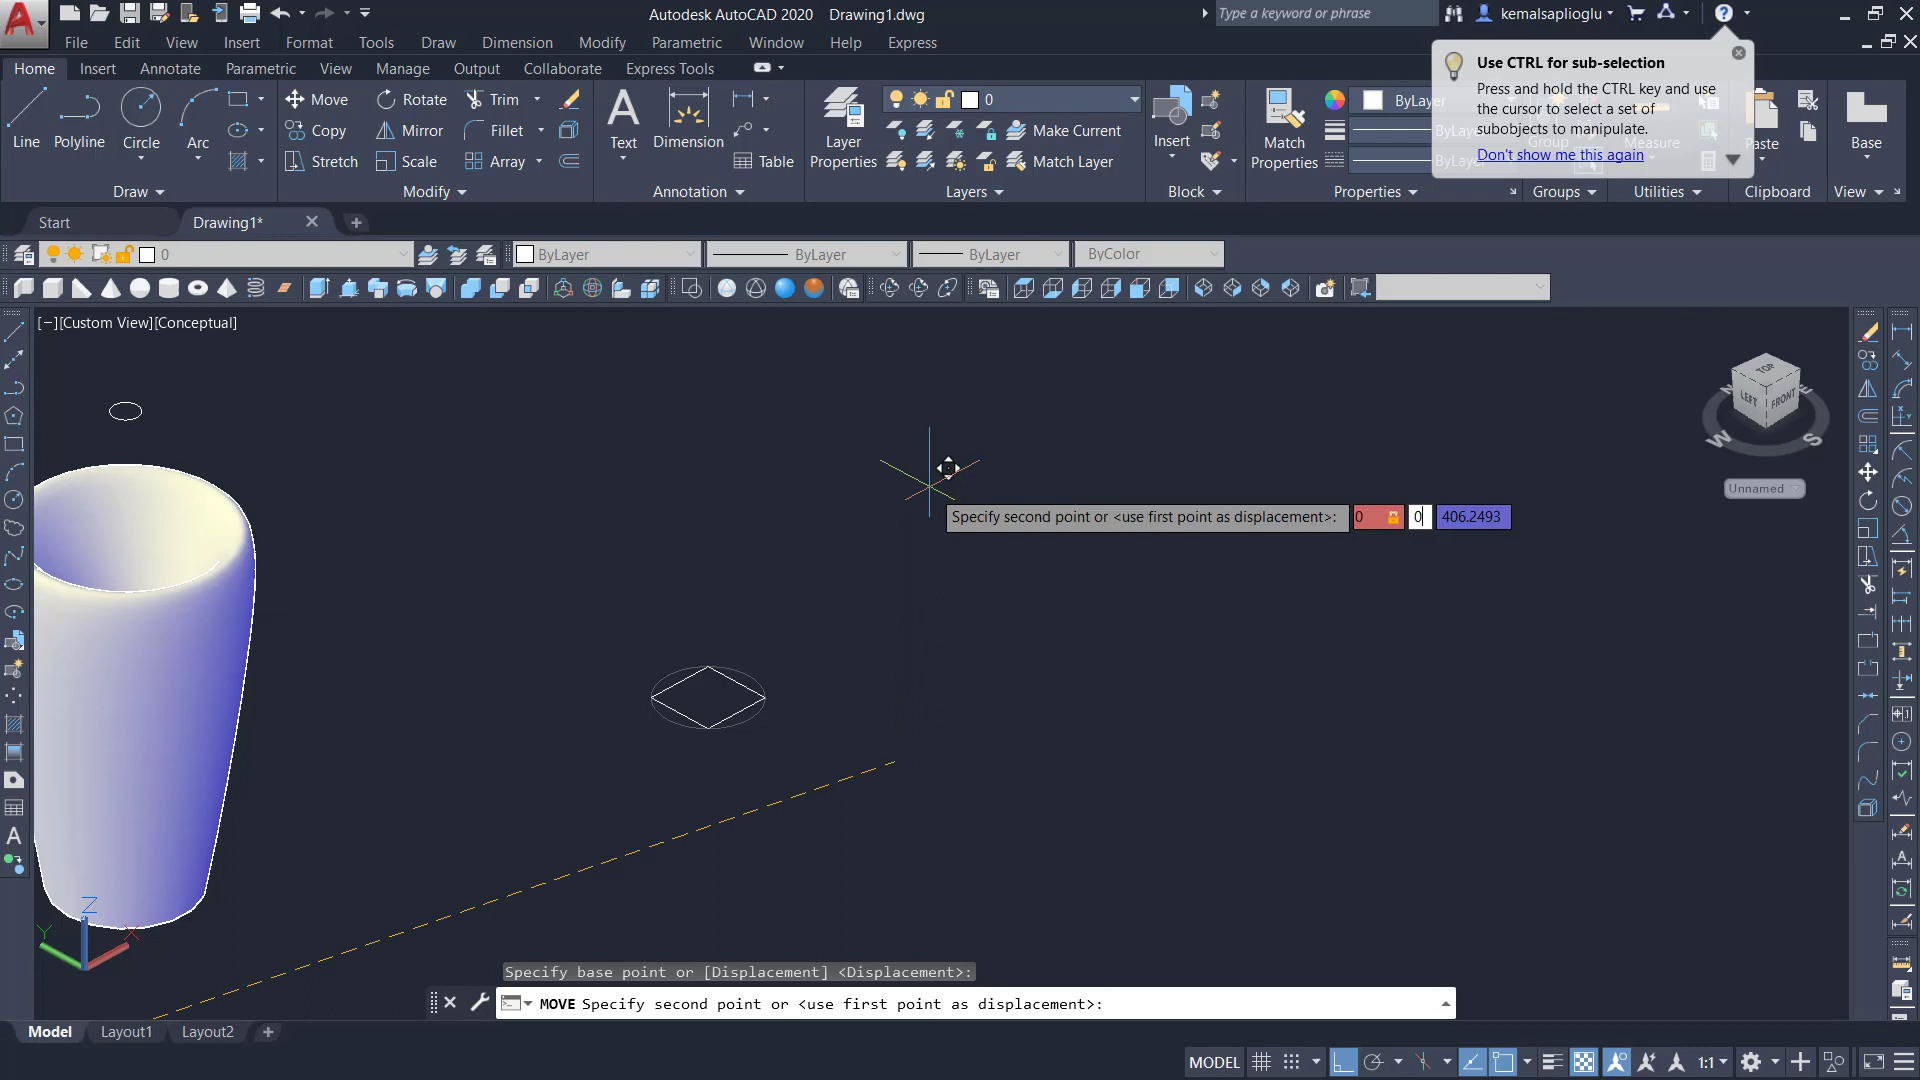 Autodesk AutoCAD 2020 Drawing1.dwg
Type a keyword or phrase
kemalsaplioglu
File Edit View Insert Format Tools Draw Dimension Modify Parametric Window Help Express
Home Insert Annotate Parametric View Manage Output Collaborate Express Tools
Use CTRL for sub-selection
Press and hold the CTRL key and use
the cursor to select a set of
subobjects to manipulate.
Don't show me this again
Line Polyline Circle Arc
Move Rotate Trim
Copy Mirror Fillet
Stretch Scale Array
Text Dimension Table
Layer
Properties
0
Make Current
Match Layer
Insert
Match
Properties
ByLayer
Group
Measure
Paste
Base
Draw Modify Annotation Layers Block Properties Groups Utilities Clipboard View
Start Drawing1*
0 ByLayer ByLayer ByLayer ByColor
[−][Custom View][Conceptual]
TOP
LEFT FRONT
W S
Unnamed
Specify second point or <use first point as displacement>: 0 0 406.2493
Z
Y X
Specify base point or [Displacement] <Displacement>:
MOVE Specify second point or <use first point as displacement>:
Model Layout1 Layout2
MODEL 1:1